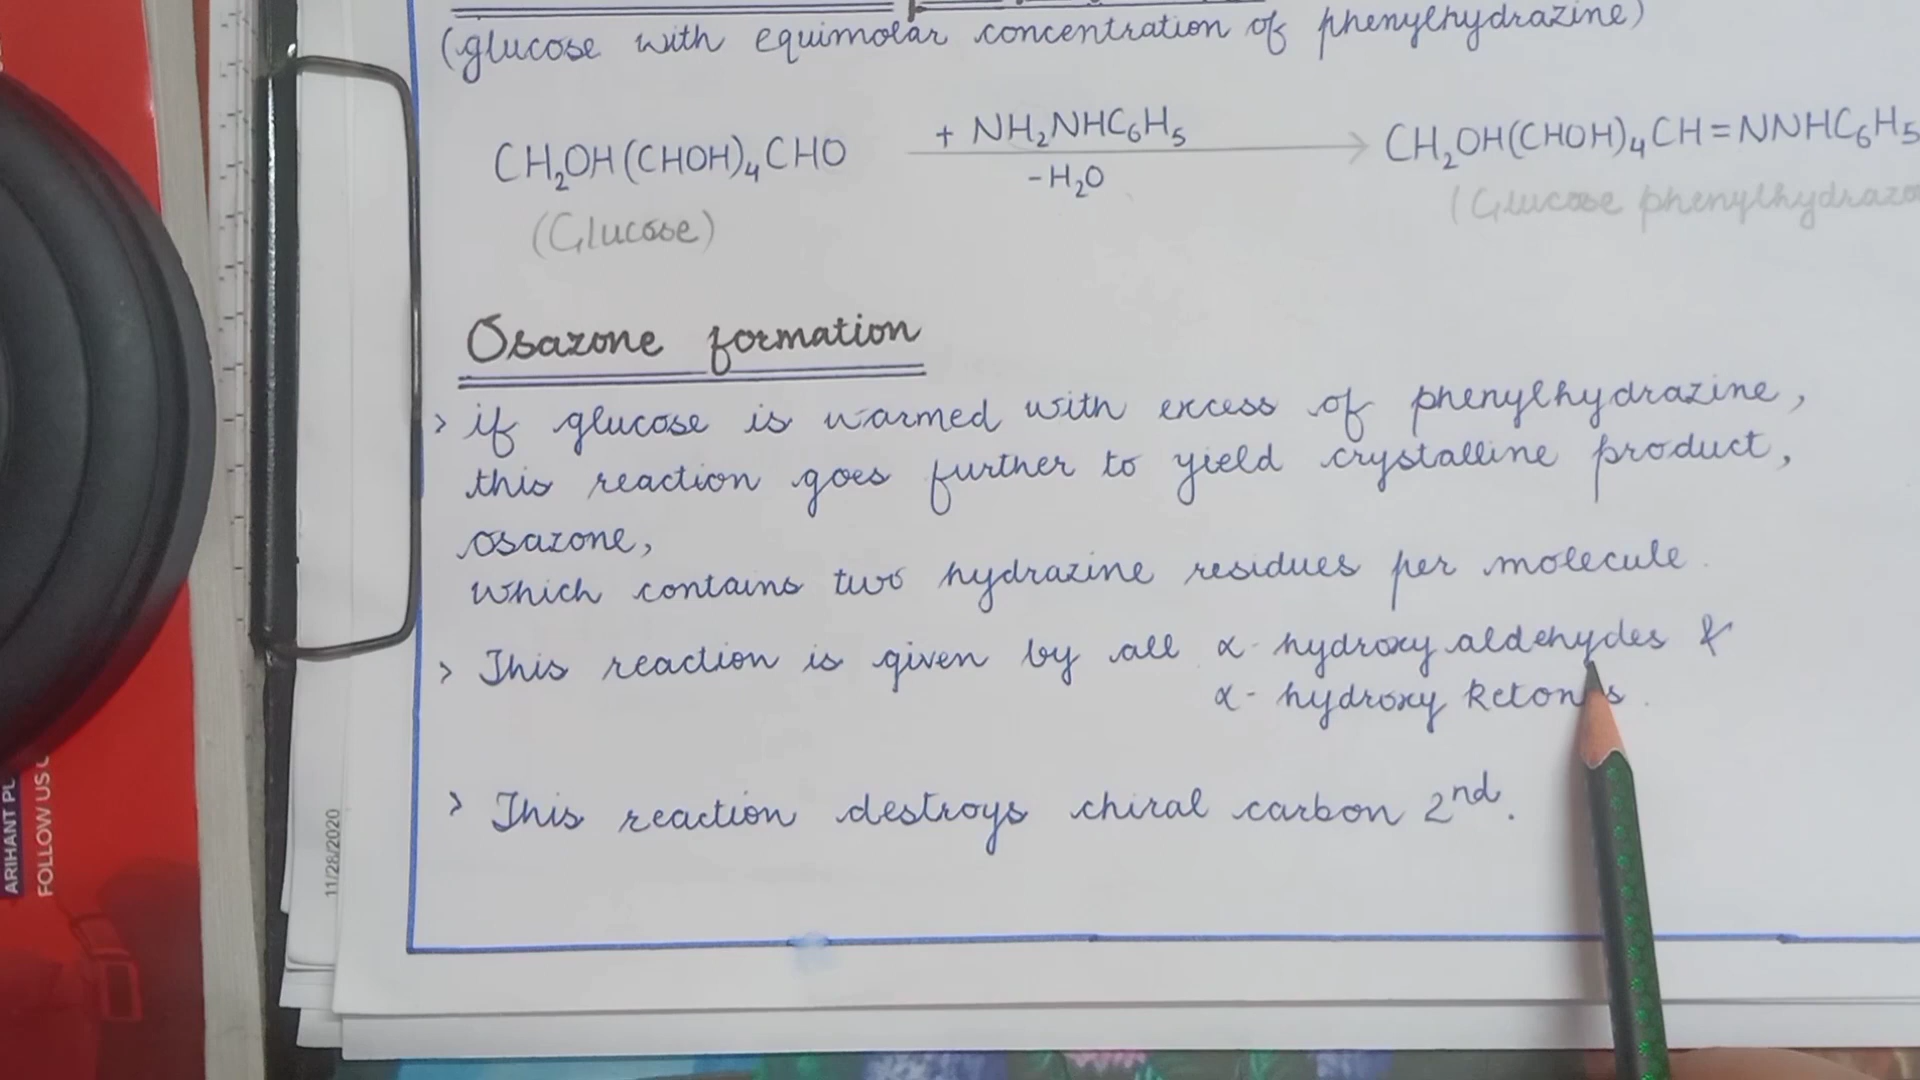 (glucose with equimolar concentration of phenylhydrazine)
CH₂OH(CHOH)₄CHO + NH₂NHC₆H₅ → CH₂OH(CHOH)₄CH=NNHC₆H₅
-H₂O
(Glucose) (Glucose phenylhydrazo
Osazone formation
> if glucose is warmed with excess of phenylhydrazine,
this reaction goes further to yield crystalline product,
osazone,
which contains two hydrazine residues per molecule.
> This reaction is given by all α-hydroxy aldehydes &
α-hydroxy ketones.
> This reaction destroys chiral carbon 2nd.
11/28/2020
ARIHANT PL
FOLLOW US